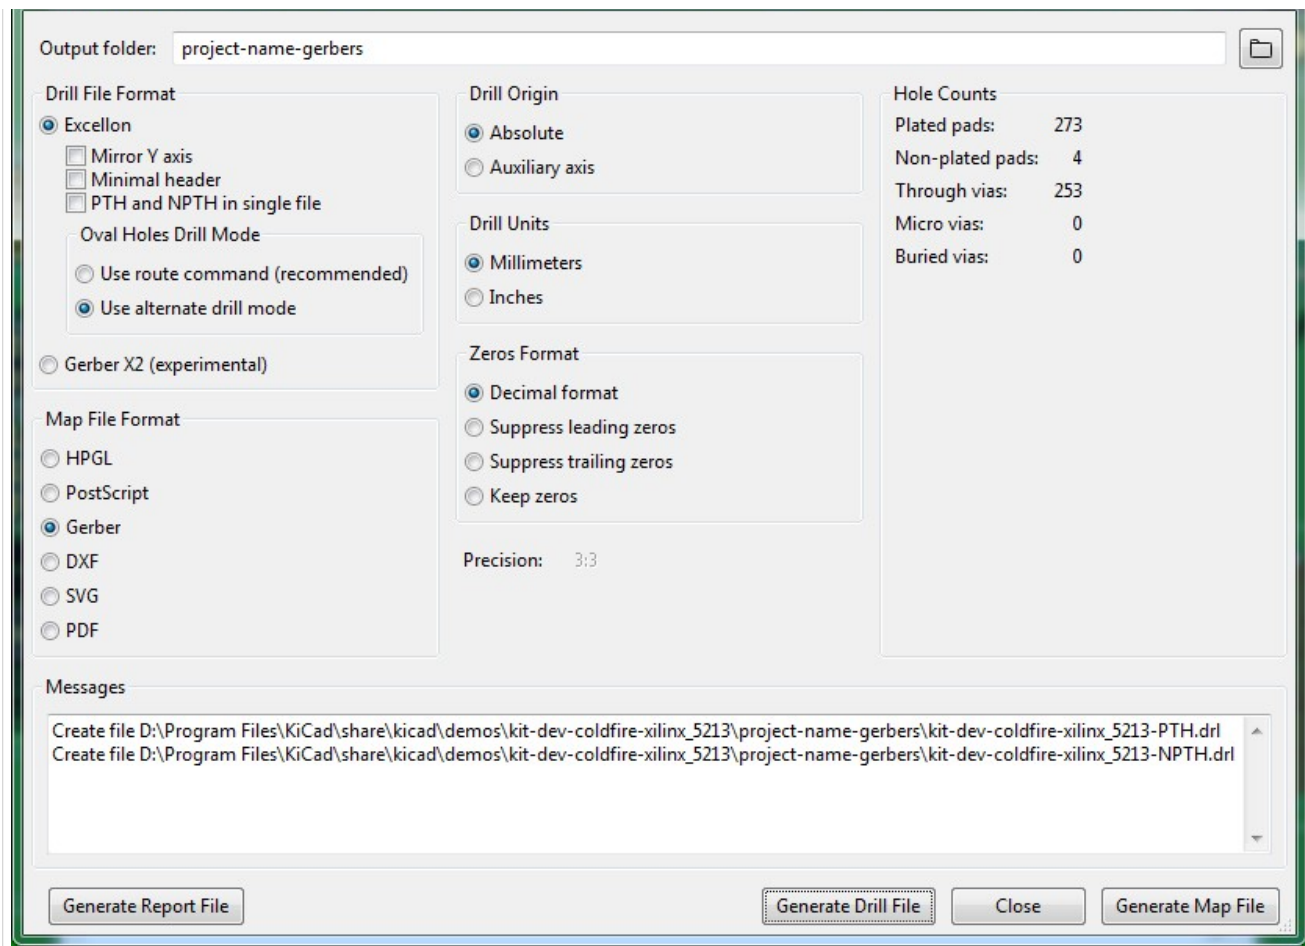 Output folder: project-name-gerbers
Drill File Format
Excellon
Mirror Y axis
Minimal header
PTH and NPTH in single file
Oval Holes Drill Mode
Use route command (recommended)
Use alternate drill mode
Gerber X2 (experimental)
Map File Format
HPGL
PostScript
Gerber
DXF
SVG
PDF
Drill Origin
Absolute
Auxiliary axis
Drill Units
Millimeters
Inches
Zeros Format
Decimal format
Suppress leading zeros
Suppress trailing zeros
Keep zeros
Precision: 3:3
Hole Counts
Plated pads: 273
Non-plated pads: 4
Through vias: 253
Micro vias: 0
Buried vias: 0
Messages
Create file D:\Program Files\KiCad\share\kicad\demos\kit-dev-coldfire-xilinx_5213\project-name-gerbers\kit-dev-coldfire-xilinx_5213-PTH.drl
Create file D:\Program Files\KiCad\share\kicad\demos\kit-dev-coldfire-xilinx_5213\project-name-gerbers\kit-dev-coldfire-xilinx_5213-NPTH.drl
Generate Report File
Generate Drill File
Close
Generate Map File